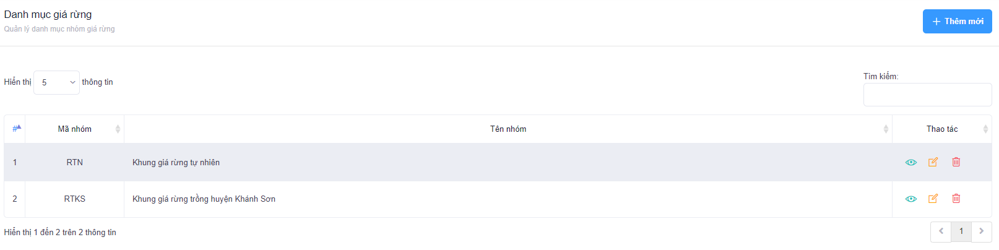 Danh mục giá rừng
Quản lý danh mục nhóm giá rừng
Thêm mới
Hiển thị 5 thông tin
Tìm kiếm:
# Mã nhóm Tên nhóm Thao tác
1 RTN Khung giá rừng tự nhiên
2 RTKS Khung giá rừng trồng huyện Khánh Sơn
Hiển thị 1 đến 2 trên 2 thông tin
1